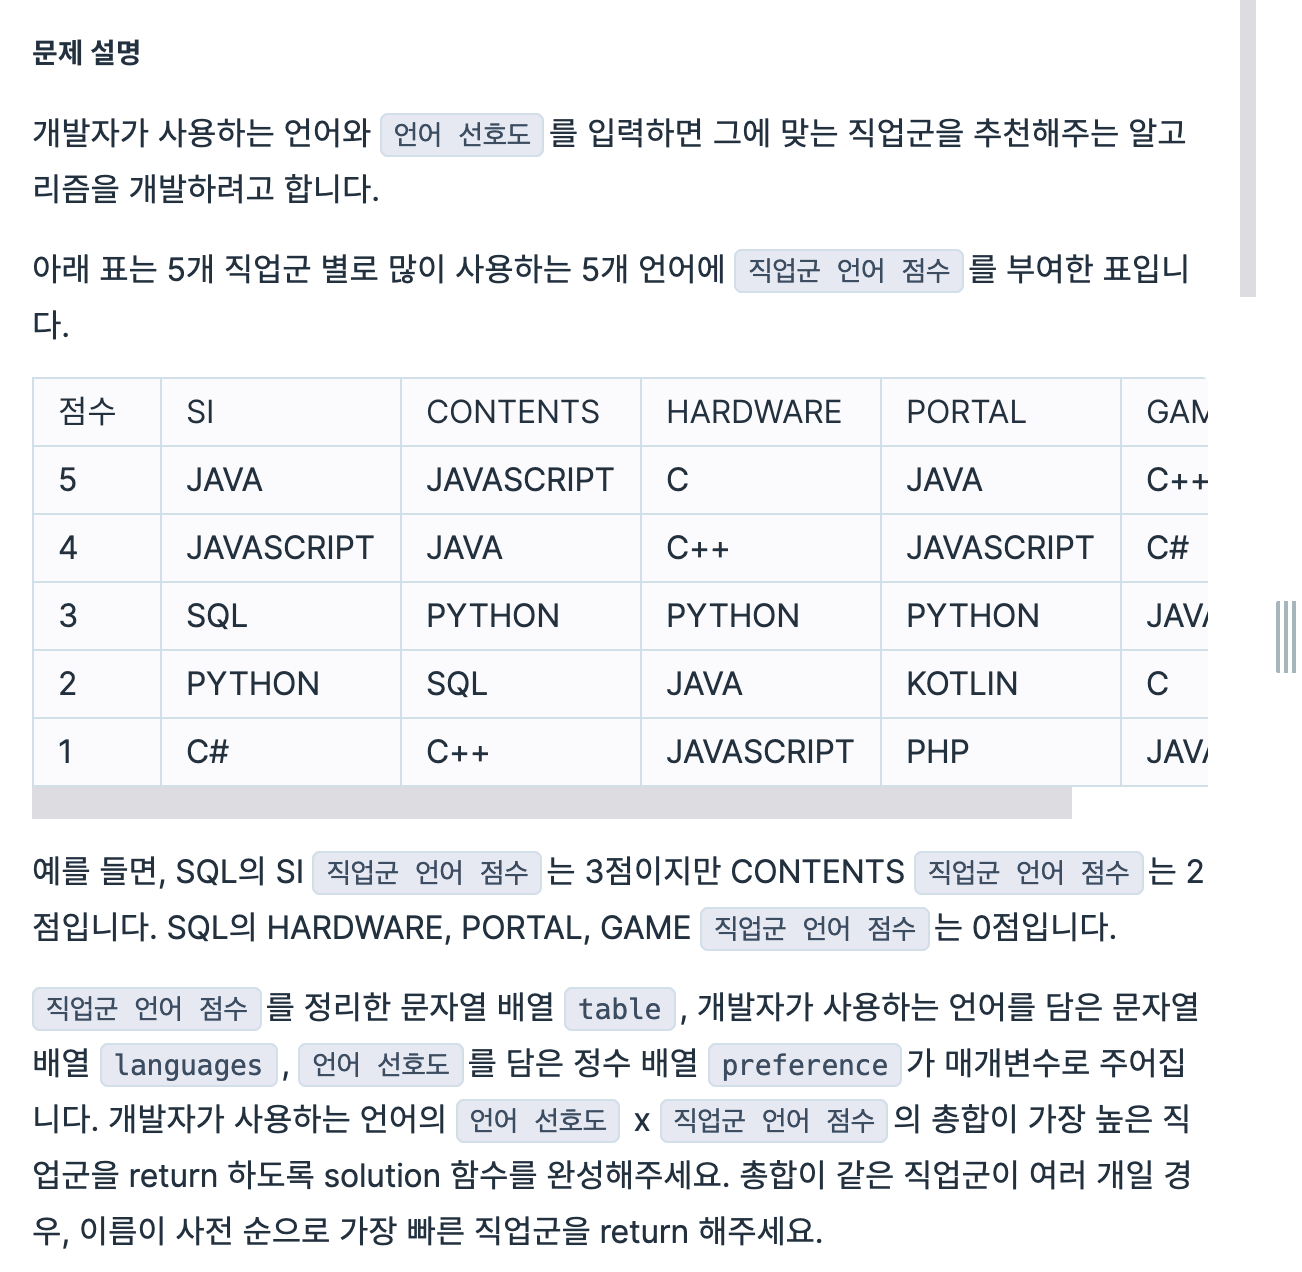 문제 설명
개발자가 사용하는 언어와 언어 선호도 를 입력하면 그에 맞는 직업군을 추천해주는 알고
리즘을 개발하려고 합니다.
아래 표는 5개 직업군 별로 많이 사용하는 5개 언어에 직업군 언어 점수 를 부여한 표입니
다.
점수 SI CONTENTS HARDWARE PORTAL
5 JAVA JAVASCRIPT C JAVA C++
4 JAVASCRIPT JAVA C++ JAVASCRIPT C#
3 SQL PYTHON PYTHON PYTHON
2 PYTHON SQL JAVA KOTLIN C
1 C# C++ JAVASCRIPT PHP
예를 들면, SQL의 SI 직업군 언어 점수 는 3점이지만 CONTENTS 직업군 언어 점수 는 2
점입니다. SQL의 HARDWARE, PORTAL, GAME 직업군 언어 점수 는 0점입니다.
직업군 언어 점수 를 정리한 문자열 배열 table , 개발자가 사용하는 언어를 담은 문자열
배열 languages , 언어 선호도 를 담은 정수 배열 preference 가 매개변수로 주어집
니다. 개발자가 사용하는 언어의 언어 선호도 x 직업군 언어 점수 의 총합이 가장 높은 직
업군을 return 하도록 solution 함수를 완성해주세요. 총합이 같은 직업군이 여러 개일 경
우, 이름이 사전 순으로 가장 빠른 직업군을 return 해주세요.